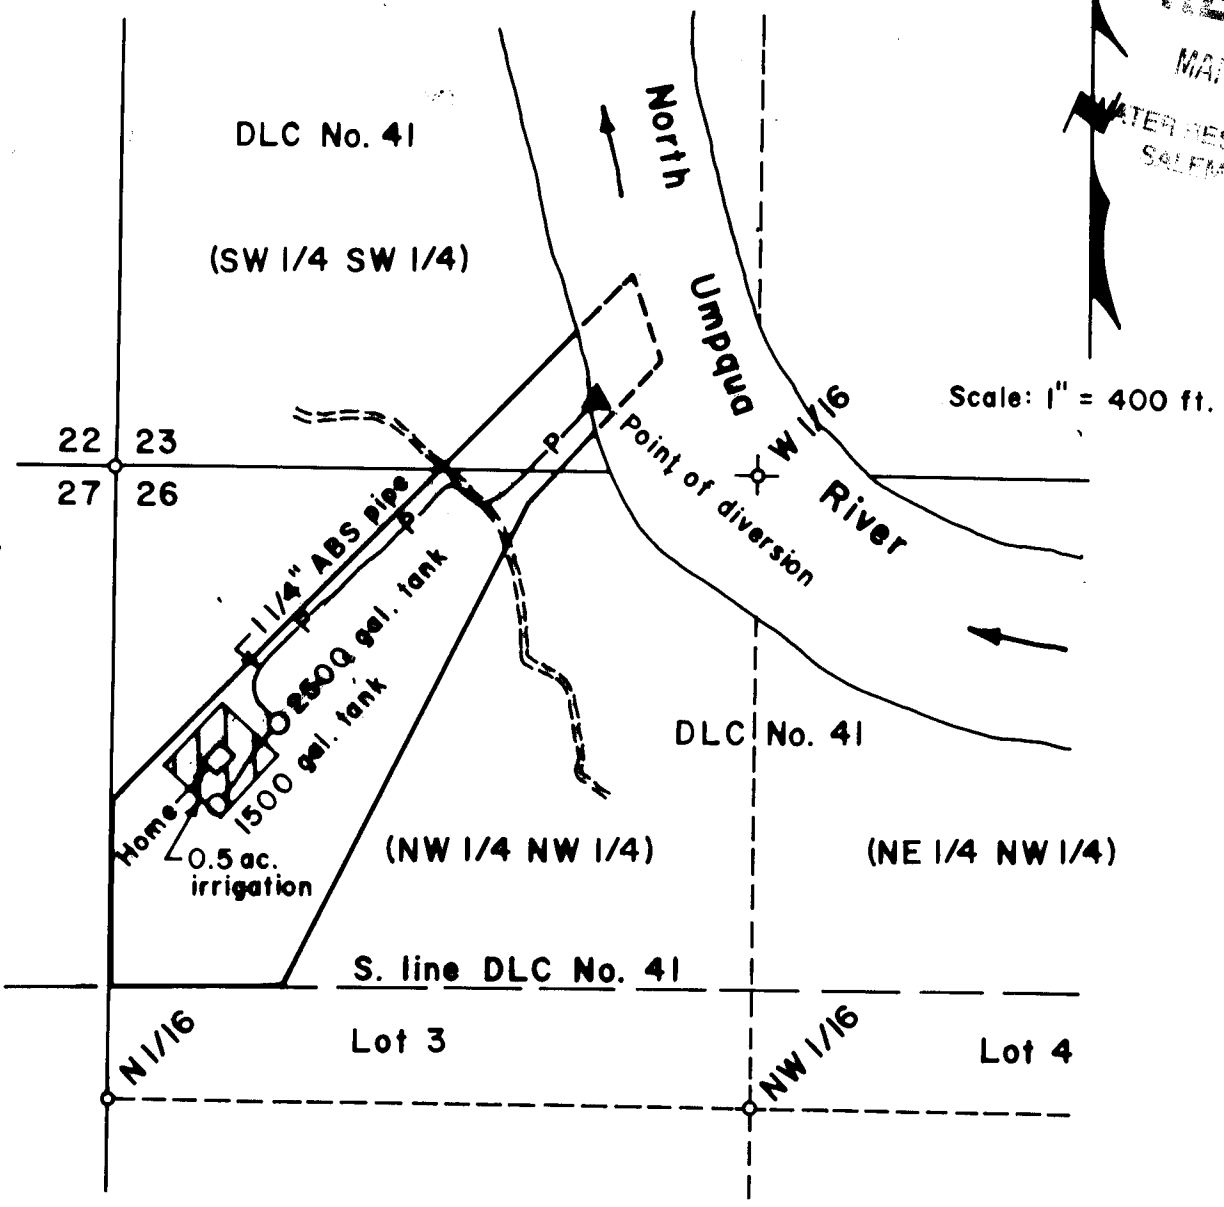 DLC No. 41
(SW 1/4 SW 1/4)
North
Umpqua
River
Scale: 1" = 400 ft.
W 1/16
22 23
27 26
P
Point of diversion
1 1/4" ABS pipe
P
P
2500 gal. tank
1500 gal. tank
Home
0.5 ac.
irrigation
DLC No. 41
(NW 1/4 NW 1/4)
(NE 1/4 NW 1/4)
S. line DLC No. 41
N 1/16
Lot 3
NW 1/16
Lot 4
WATER RES
SALEM